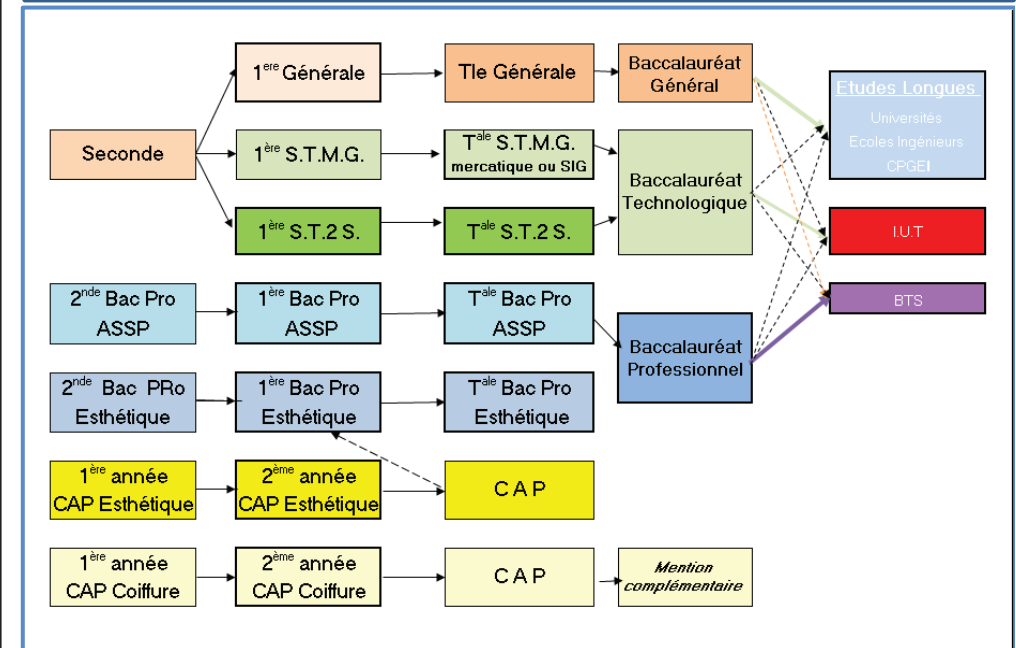 1ere Générale
Tle Générale
Baccalauréat
Général
Etudes Longues
Universités
Ecoles Ingénieurs
CPGEI
Seconde
1ère S.T.M.G.
Tale S.T.M.G.
mercatique ou SIG
Baccalauréat
Technologique
1ère S.T.2 S.
Tale S.T.2 S.
I.U.T
2nde Bac Pro
ASSP
1ère Bac Pro
ASSP
Tale Bac Pro
ASSP
BTS
Baccalauréat
Professionnel
2nde Bac PRo
Esthétique
1ère Bac Pro
Esthétique
Tale Bac Pro
Esthétique
1ère année
CAP Esthétique
2ème année
CAP Esthétique
C A P
1ère année
CAP Coiffure
2ème année
CAP Coiffure
C A P
Mention
complémentaire